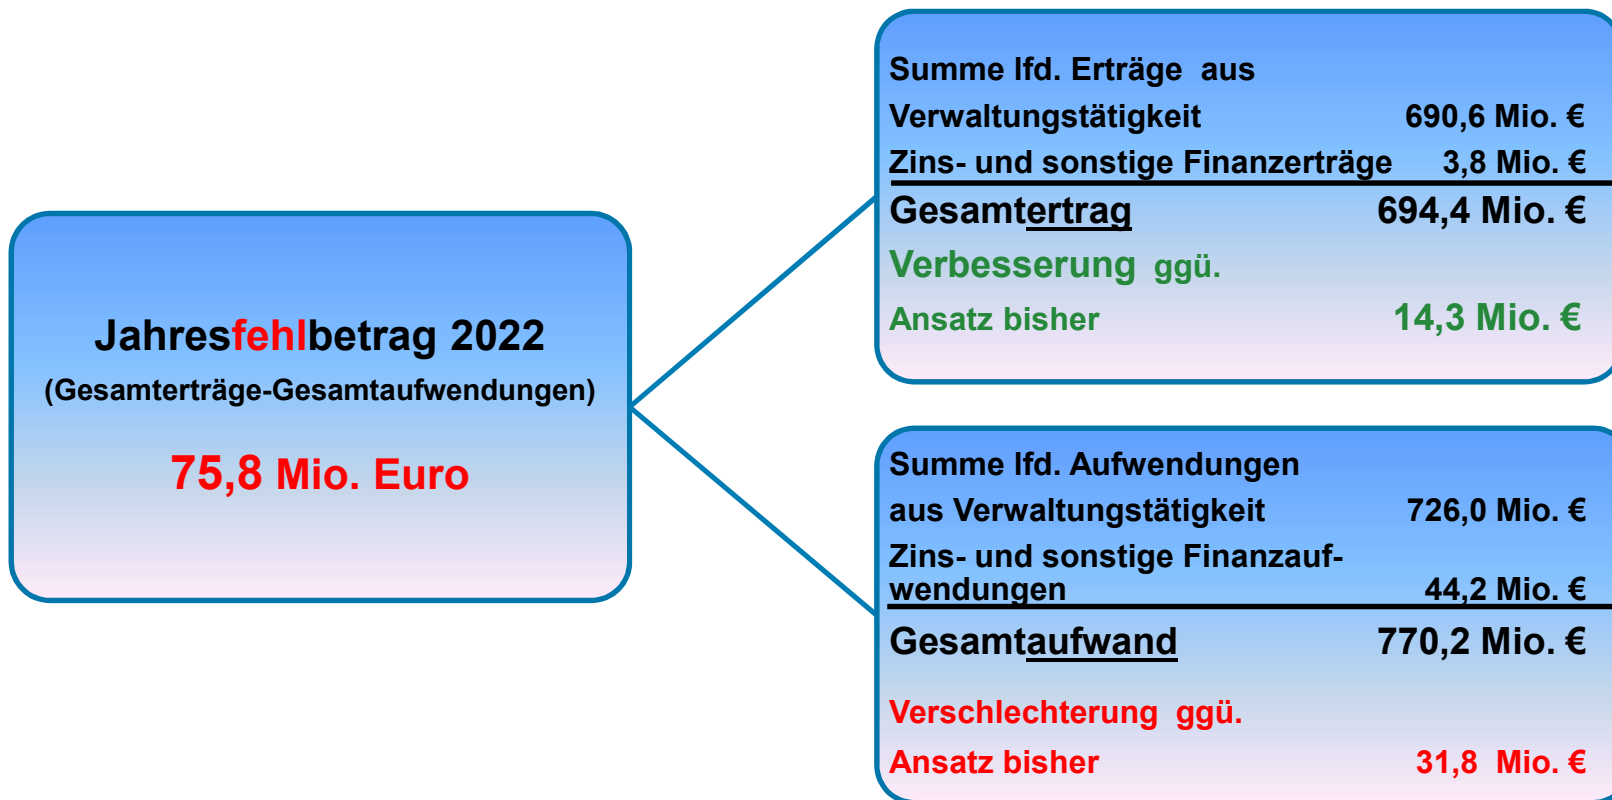 Jahresfehlbetrag 2022
(Gesamterträge-Gesamtaufwendungen)
75,8 Mio. Euro
Summe lfd. Erträge aus
Verwaltungstätigkeit 690,6 Mio. €
Zins- und sonstige Finanzerträge 3,8 Mio. €
Gesamtertrag 694,4 Mio. €
Verbesserung ggü.
Ansatz bisher 14,3 Mio. €
Summe lfd. Aufwendungen
aus Verwaltungstätigkeit 726,0 Mio. €
Zins- und sonstige Finanzauf-
wendungen 44,2 Mio. €
Gesamtaufwand 770,2 Mio. €
Verschlechterung ggü.
Ansatz bisher 31,8 Mio. €